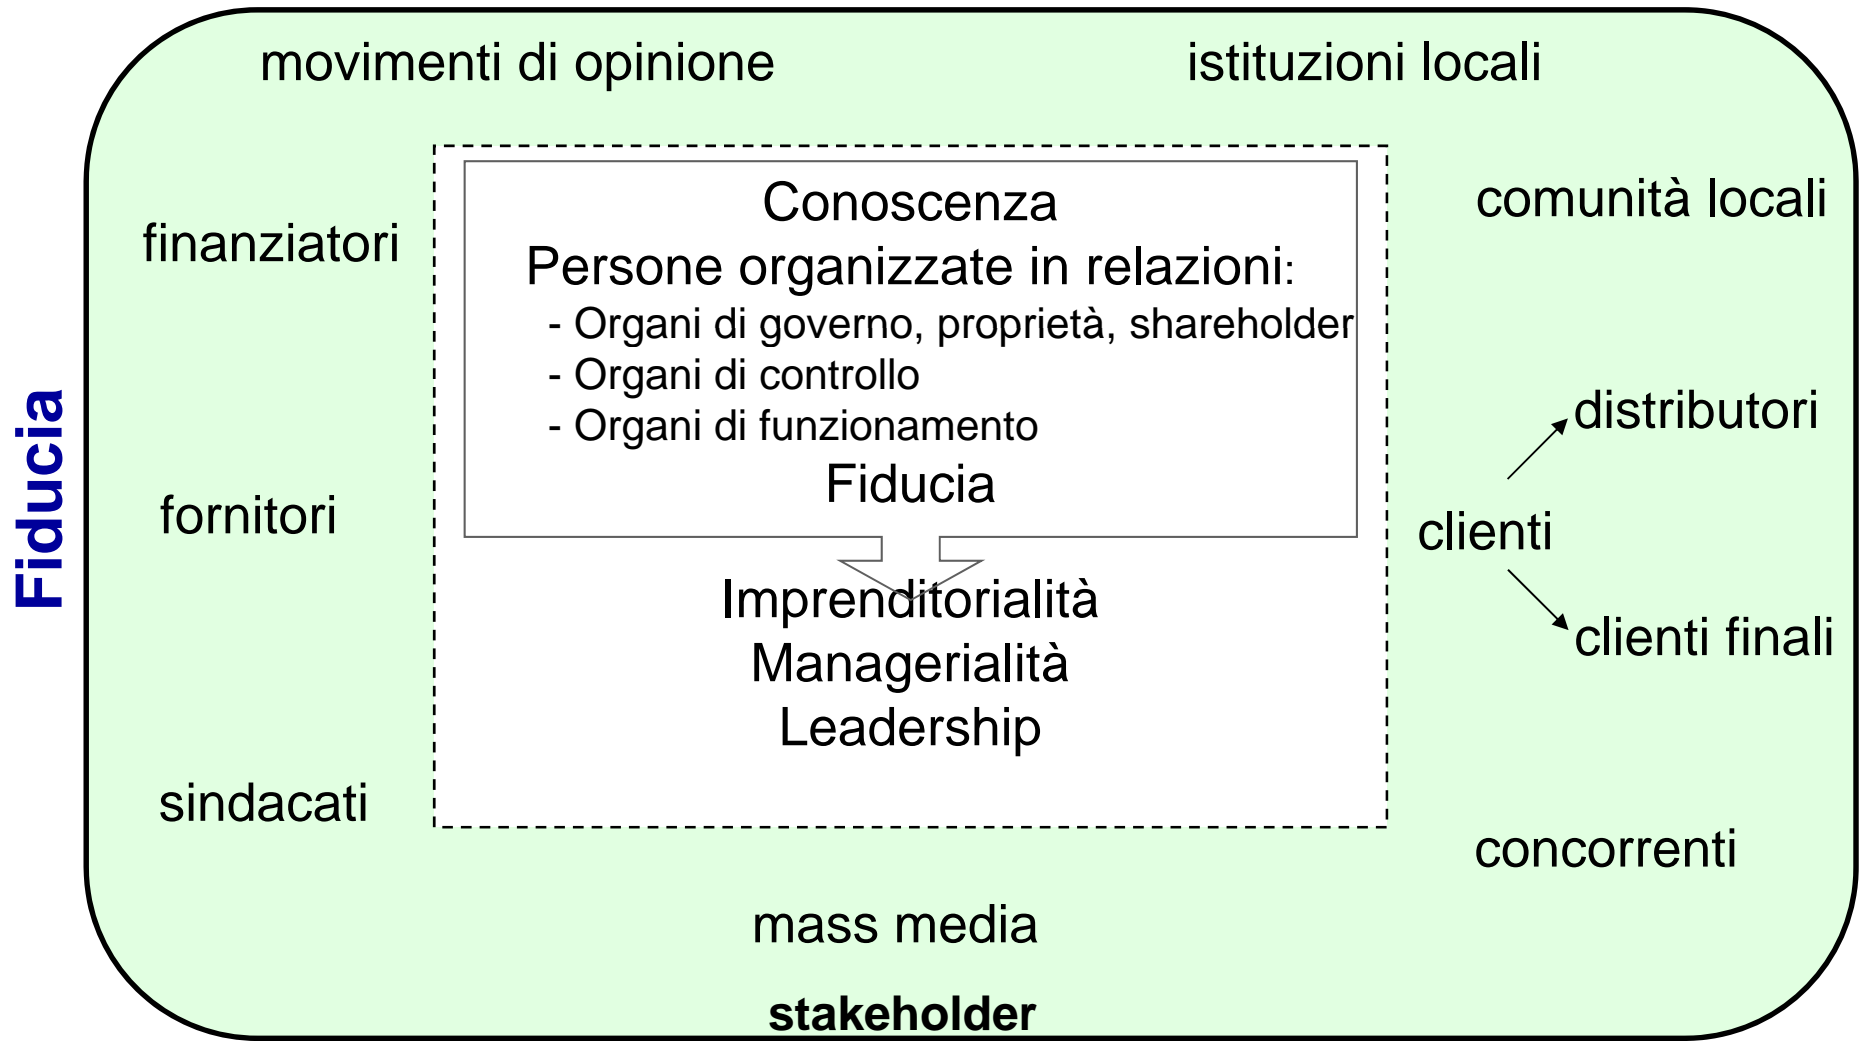 movimenti di opinione
istituzioni locali
comunità locali
finanziatori
Conoscenza
Persone organizzate in relazioni:
- Organi di governo, proprietà, shareholder
- Organi di controllo
- Organi di funzionamento
Fiducia
Fiducia
fornitori
distributori
clienti
clienti finali
Imprenditorialità
Managerialità
Leadership
sindacati
concorrenti
mass media
stakeholder